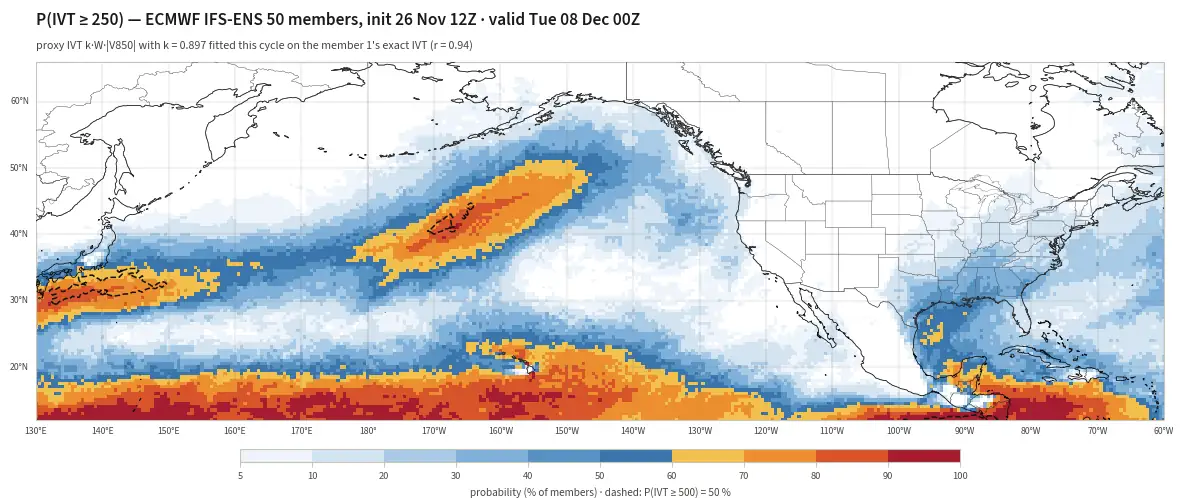 P(IVT ≥ 250) — ECMWF IFS-ENS 50 members, init 26 Nov 12Z · valid Tue 08 Dec 00Z
proxy IVT k·W·|V850| with k = 0.897 fitted this cycle on the member 1's exact IVT (r = 0.94)
60°N
50°N
40°N
30°N
20°N
130°E 140°E 150°E 160°E 170°E 180° 170°W 160°W 150°W 140°W 130°W 120°W 110°W 100°W 90°W 80°W 70°W 60°W
5 10 20 30 40 50 60 70 80 90 100
probability (% of members) · dashed: P(IVT ≥ 500) = 50 %